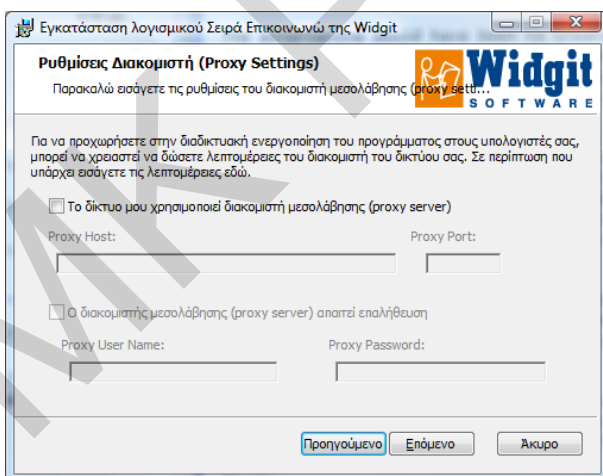 Εγκατάσταση λογισμικού Σειρά Επικοινωνώ της Widgit
Ρυθμίσεις Διακομιστή (Proxy Settings)
Παρακαλώ εισάγετε τις ρυθμίσεις του διακομιστή μεσολάβησης (proxy setti...
Widgit
SOFTWARE
Για να προχωρήσετε στην διαδικτυακή ενεργοποίηση του προγράμματος στους υπολογιστές σας,
μπορεί να χρειαστεί να δώσετε λεπτομέρειες του διακομιστή του δικτύου σας. Σε περίπτωση που
υπάρχει εισάγετε τις λεπτομέρειες εδώ.
Το δίκτυο μου χρησιμοποιεί διακομιστή μεσολάβησης (proxy server)
Proxy Host: Proxy Port:
Ο διακομιστής μεσολάβησης (proxy server) απαιτεί επαλήθευση
Proxy User Name: Proxy Password:
Προηγούμενο Επόμενο Άκυρο